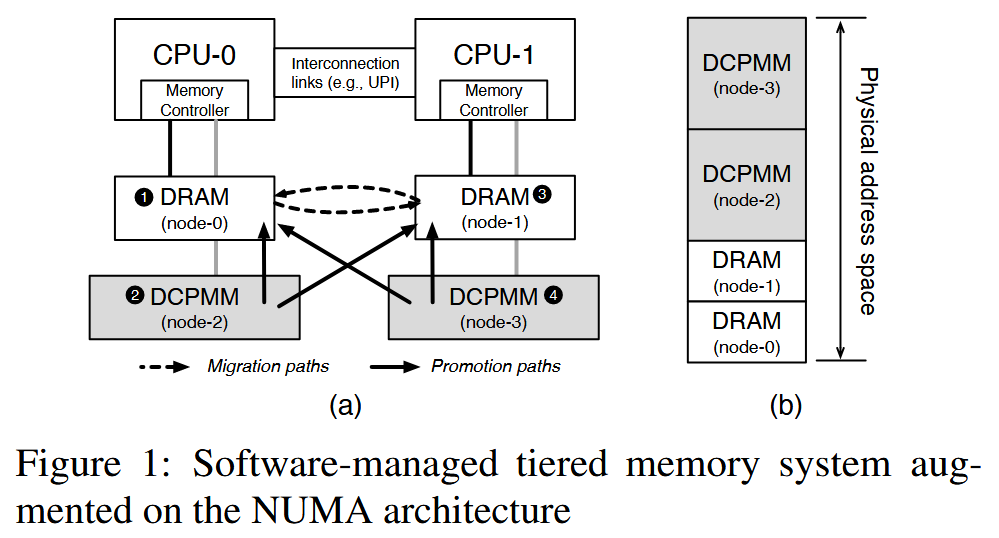 CPU-0
Memory
Controller
Interconnection
links (e.g., UPI)
CPU-1
Memory
Controller
❶ DRAM
(node-0)
DRAM ❸
(node-1)
❷ DCPMM
(node-2)
DCPMM ❹
(node-3)
Migration paths
Promotion paths
(a)
DCPMM
(node-3)
DCPMM
(node-2)
DRAM
(node-1)
DRAM
(node-0)
Physical address space
(b)
Figure 1: Software-managed tiered memory system aug-
mented on the NUMA architecture